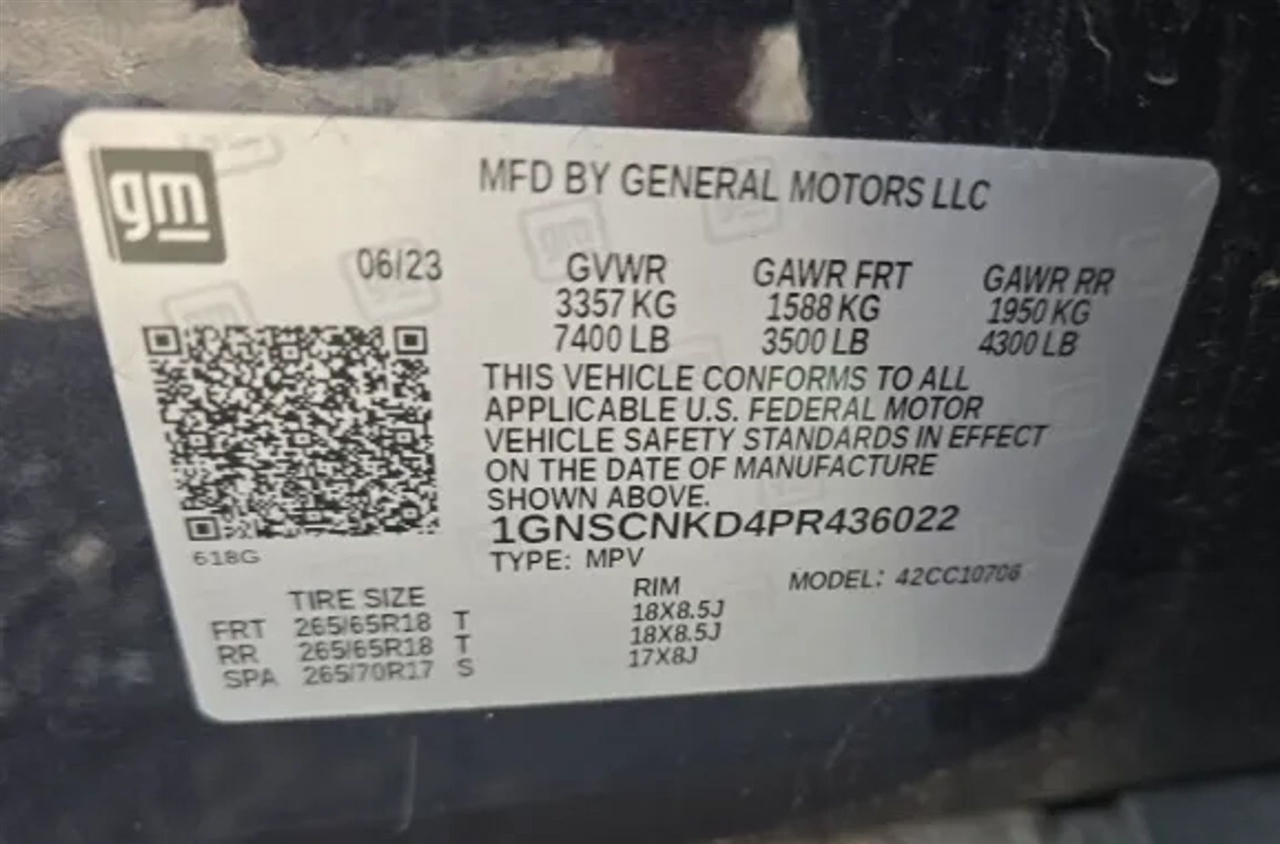 gm
MFD BY GENERAL MOTORS LLC
06/23 GVWR GAWR FRT GAWR RR
3357 KG 1588 KG 1950 KG
7400 LB 3500 LB 4300 LB
THIS VEHICLE CONFORMS TO ALL
APPLICABLE U.S. FEDERAL MOTOR
VEHICLE SAFETY STANDARDS IN EFFECT
ON THE DATE OF MANUFACTURE
SHOWN ABOVE.
1GNSCNKD4PR436022
618G
TYPE: MPV
MODEL: 42CC10706
TIRE SIZE RIM
FRT 265/65R18 T 18X8.5J
RR 265/65R18 T 18X8.5J
SPA 265/70R17 S 17X8J